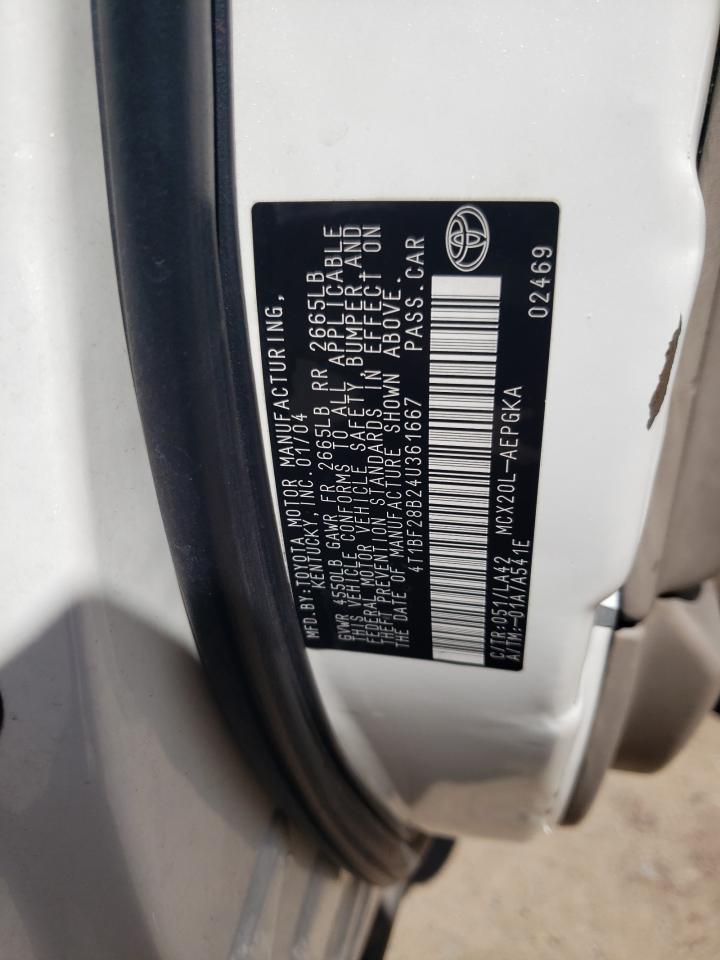 MFD.BY:TOYOTA MOTOR MANUFACTURING,
KENTUCKY, INC. 01/04
GVWR 4550LB GAWR FR 2665LB RR 2665LB
THIS VEHICLE CONFORMS TO ALL APPLICABLE
FEDERAL MOTOR VEHICLE SAFETY, BUMPER, AND
THEFT PREVENTION STANDARDS IN EFFECT ON
THE DATE OF MANUFACTURE SHOWN ABOVE.
4T1BF28B24U361667 PASS.CAR
C/TR:051/LA42 MCX20L-AEPGKA 02469
A/TM:-01A/A541E